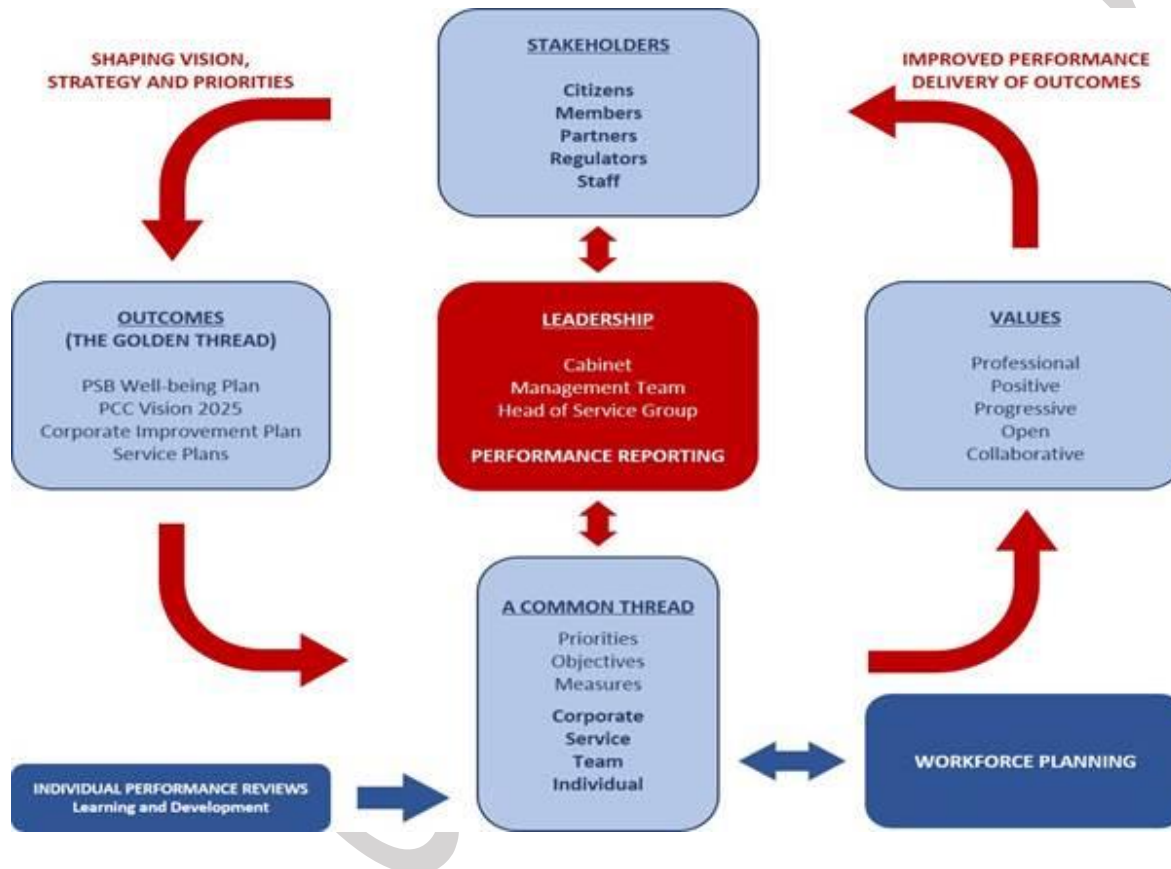 SHAPING VISION,
STRATEGY AND PRIORITIES
STAKEHOLDERS
Citizens
Members
Partners
Regulators
Staff
IMPROVED PERFORMANCE
DELIVERY OF OUTCOMES
OUTCOMES
(THE GOLDEN THREAD)
PSB Well-being Plan
PCC Vision 2025
Corporate Improvement Plan
Service Plans
LEADERSHIP
Cabinet
Management Team
Head of Service Group
PERFORMANCE REPORTING
VALUES
Professional
Positive
Progressive
Open
Collaborative
A COMMON THREAD
Priorities
Objectives
Measures
Corporate
Service
Team
Individual
INDIVIDUAL PERFORMANCE REVIEWS
Learning and Development
WORKFORCE PLANNING